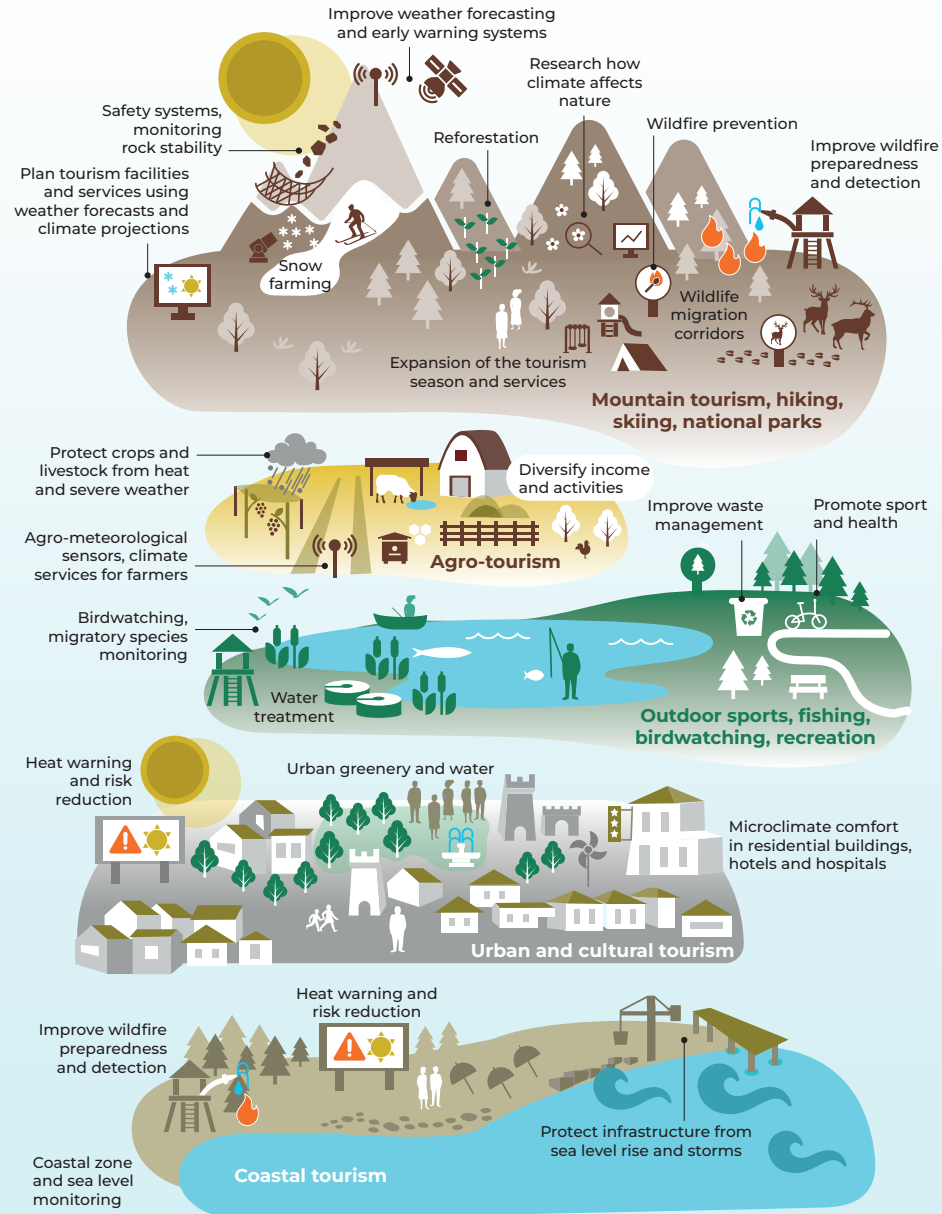 Improve weather forecasting
and early warning systems
Research how
climate affects
nature
Safety systems,
monitoring
rock stability
Reforestation
Wildfire prevention
Improve wildfire
preparedness
and detection
Plan tourism facilities
and services using
weather forecasts and
climate projections
Snow
farming
Wildlife
migration
corridors
Expansion of the tourism
season and services
Mountain tourism, hiking,
skiing, national parks
Protect crops and
livestock from heat
and severe weather
Diversify income
and activities
Agro-meteorological
sensors, climate
services for farmers
Agro-tourism
Improve waste
management
Promote sport
and health
Birdwatching,
migratory species
monitoring
Water
treatment
Outdoor sports, fishing,
birdwatching, recreation
Heat warning
and risk
reduction
Urban greenery and water
Microclimate comfort
in residential buildings,
hotels and hospitals
Urban and cultural tourism
Heat warning and
risk reduction
Improve wildfire
preparedness
and detection
Protect infrastructure from
sea level rise and storms
Coastal zone
and sea level
monitoring
Coastal tourism